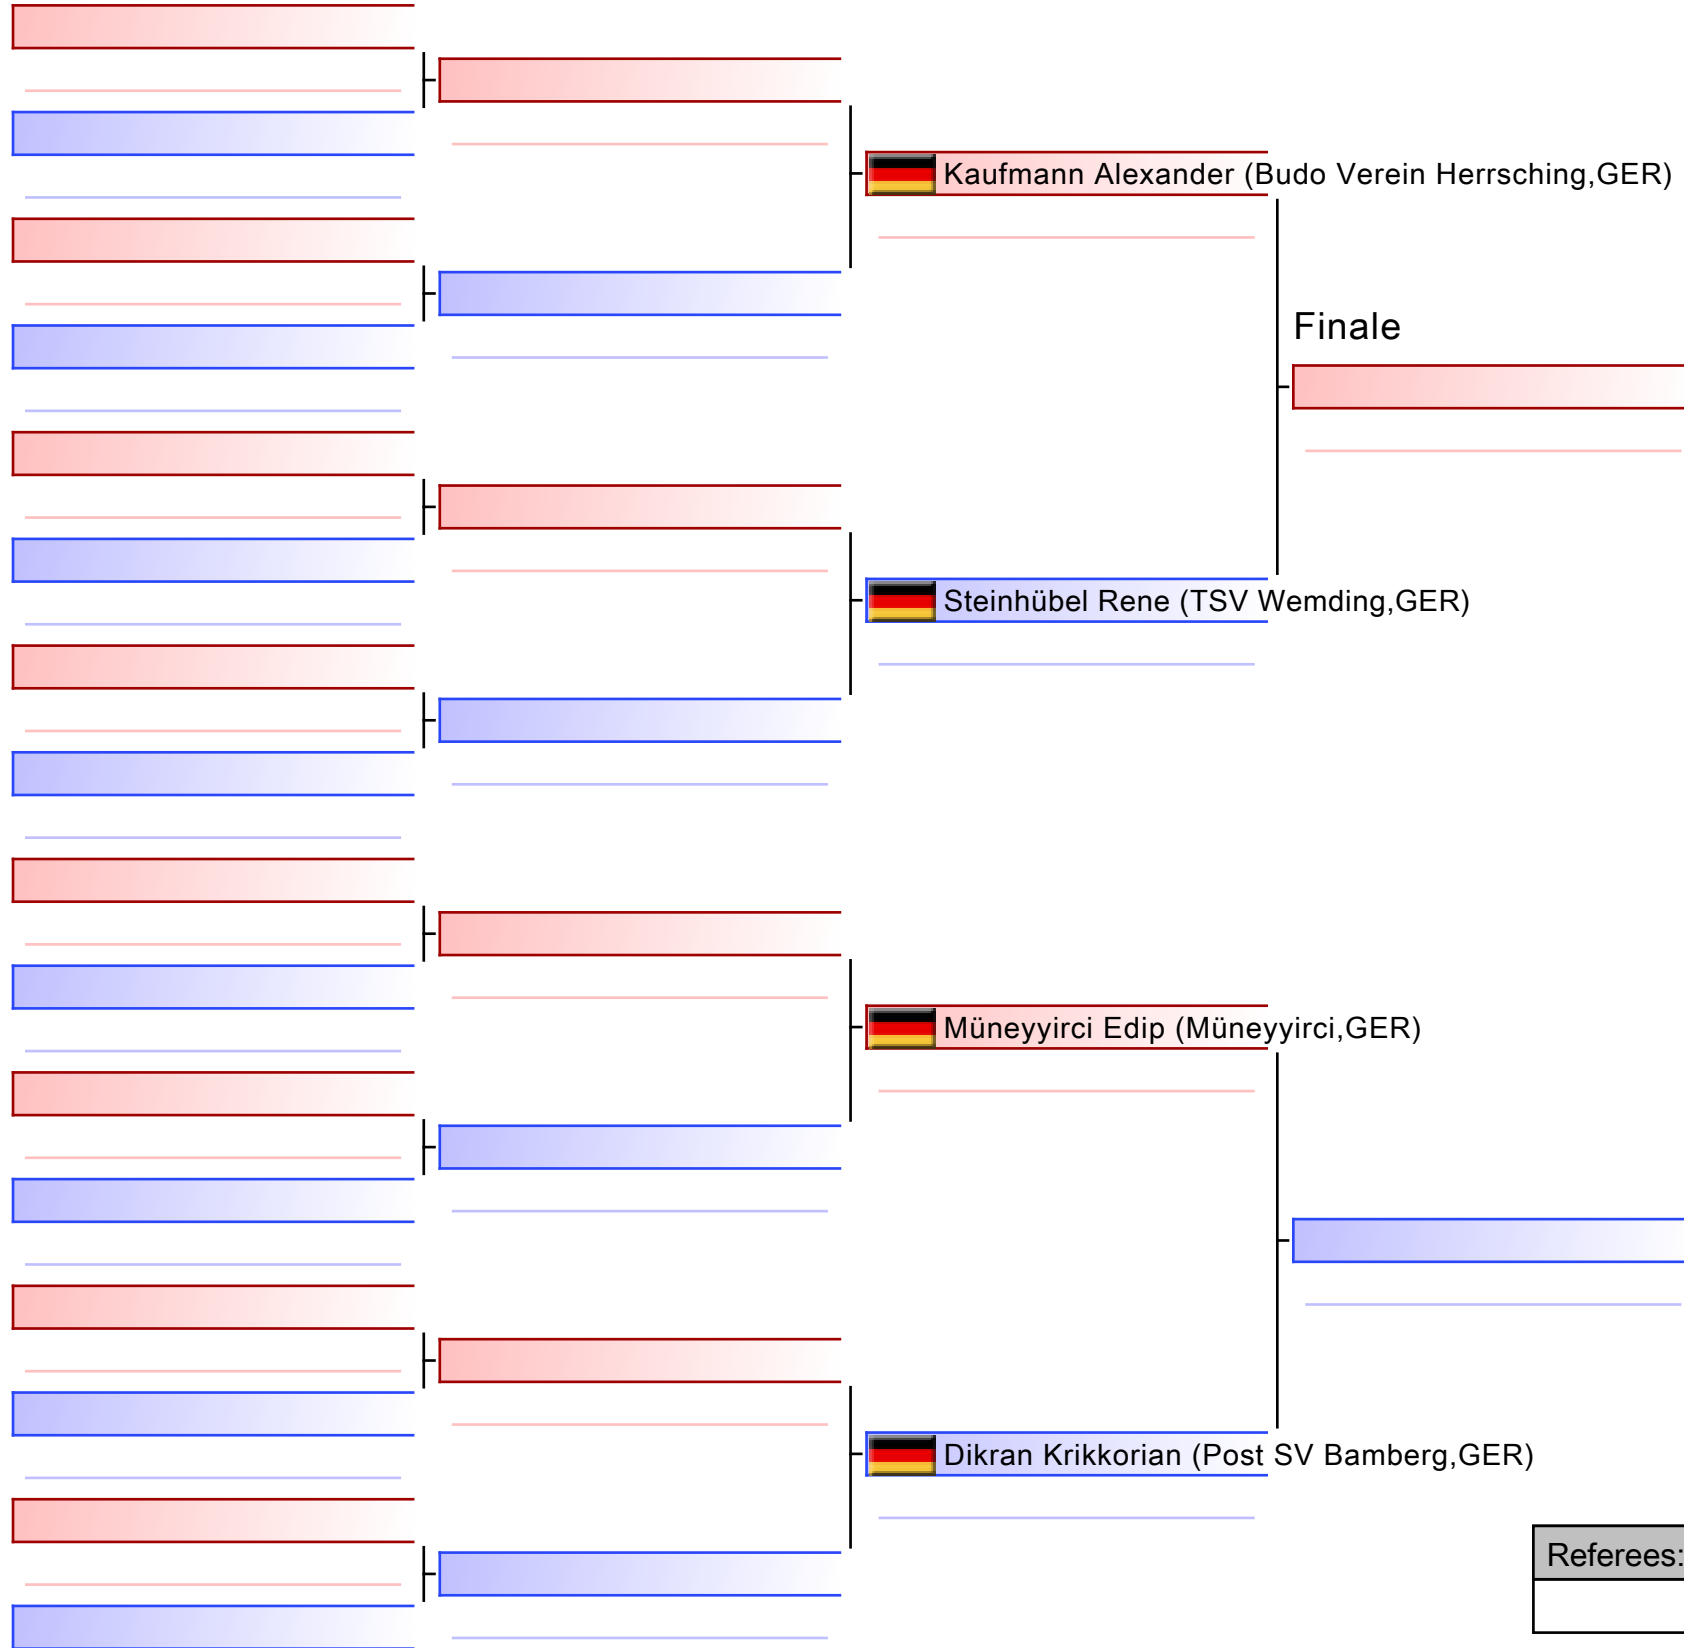 Kaufmann Alexander (Budo Verein Herrsching,GER)
Finale
Steinhübel Rene (TSV Wemding,GER)
Müneyyirci Edip (Müneyyirci,GER)
Dikran Krikkorian (Post SV Bamberg,GER)
Referees: